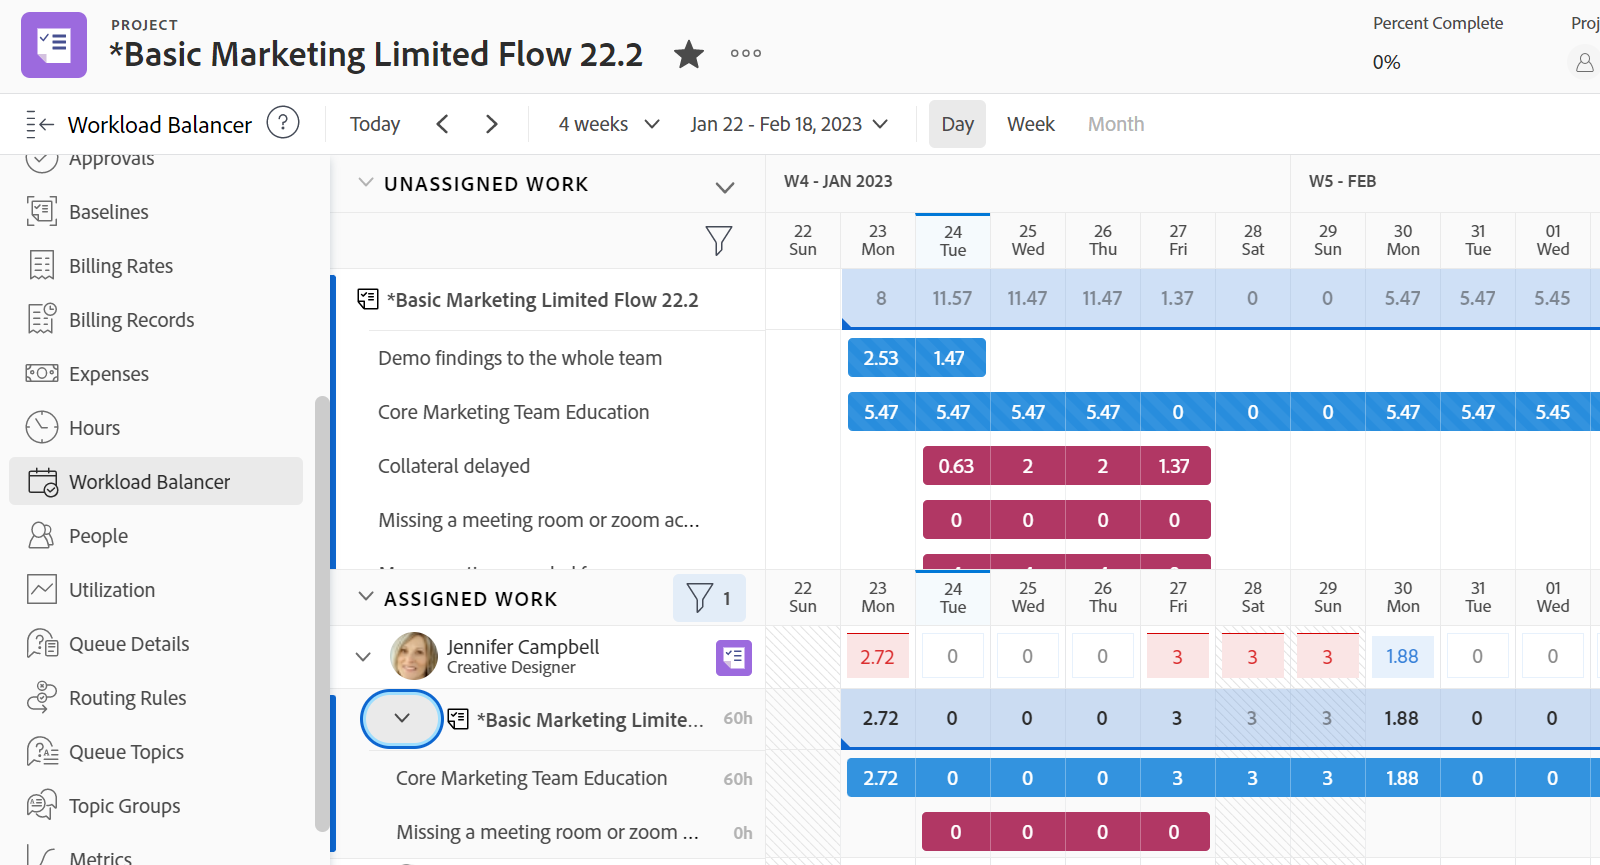 PROJECT
*Basic Marketing Limited Flow 22.2
Percent Complete
Proj
0%
Workload Balancer ?
Today 4 weeks Jan 22 - Feb 18, 2023 Day Week Month
Approvals
Baselines
Billing Rates
Billing Records
Expenses
Hours
Workload Balancer
People
Utilization
Queue Details
Routing Rules
Queue Topics
Topic Groups
Metrics
UNASSIGNED WORK W4 - JAN 2023 W5 - FEB
22 23 24 25 26 27 28 29 30 31 01
Sun Mon Tue Wed Thu Fri Sat Sun Mon Tue Wed
*Basic Marketing Limited Flow 22.2 8 11.57 11.47 11.47 1.37 0 0 5.47 5.47 5.45
Demo findings to the whole team 2.53 1.47
Core Marketing Team Education 5.47 5.47 5.47 5.47 0 0 0 5.47 5.47 5.45
Collateral delayed 0.63 2 2 1.37
Missing a meeting room or zoom ac... 0 0 0 0
ASSIGNED WORK 1
22 23 24 25 26 27 28 29 30 31 01
Sun Mon Tue Wed Thu Fri Sat Sun Mon Tue Wed
Jennifer Campbell
Creative Designer
2.72 0 0 0 3 3 3 1.88 0 0
*Basic Marketing Limite... 60h 2.72 0 0 0 3 3 3 1.88 0 0
Core Marketing Team Education 60h 2.72 0 0 0 3 3 3 1.88 0 0
Missing a meeting room or zoom ... 0h 0 0 0 0